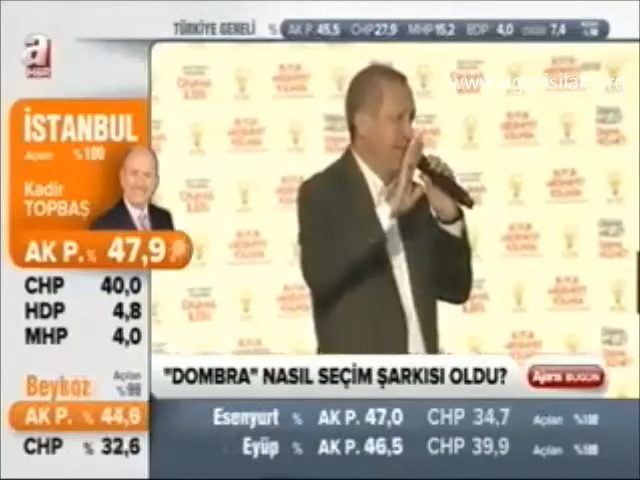 TÜRKİYE GENELİ % AK P. 45,5 CHP 27,9 MHP 15,2 BDP 4,0 7,4
a
İSTANBUL
Açılan %100
Kadir
TOPBAŞ
AK P. % 47,9
CHP 40,0
HDP 4,8
MHP 4,0
Beykoz Açılan % 99
AK P. % 44,6
CHP % 32,6
"DOMBRA" NASIL SEÇİM ŞARKISI OLDU?
Ajans BUGÜN
Esenyurt % AK P. 47,0 CHP 34,7 Açılan %100
Eyüp % AK P. 46,5 CHP 39,9 Açılan %100